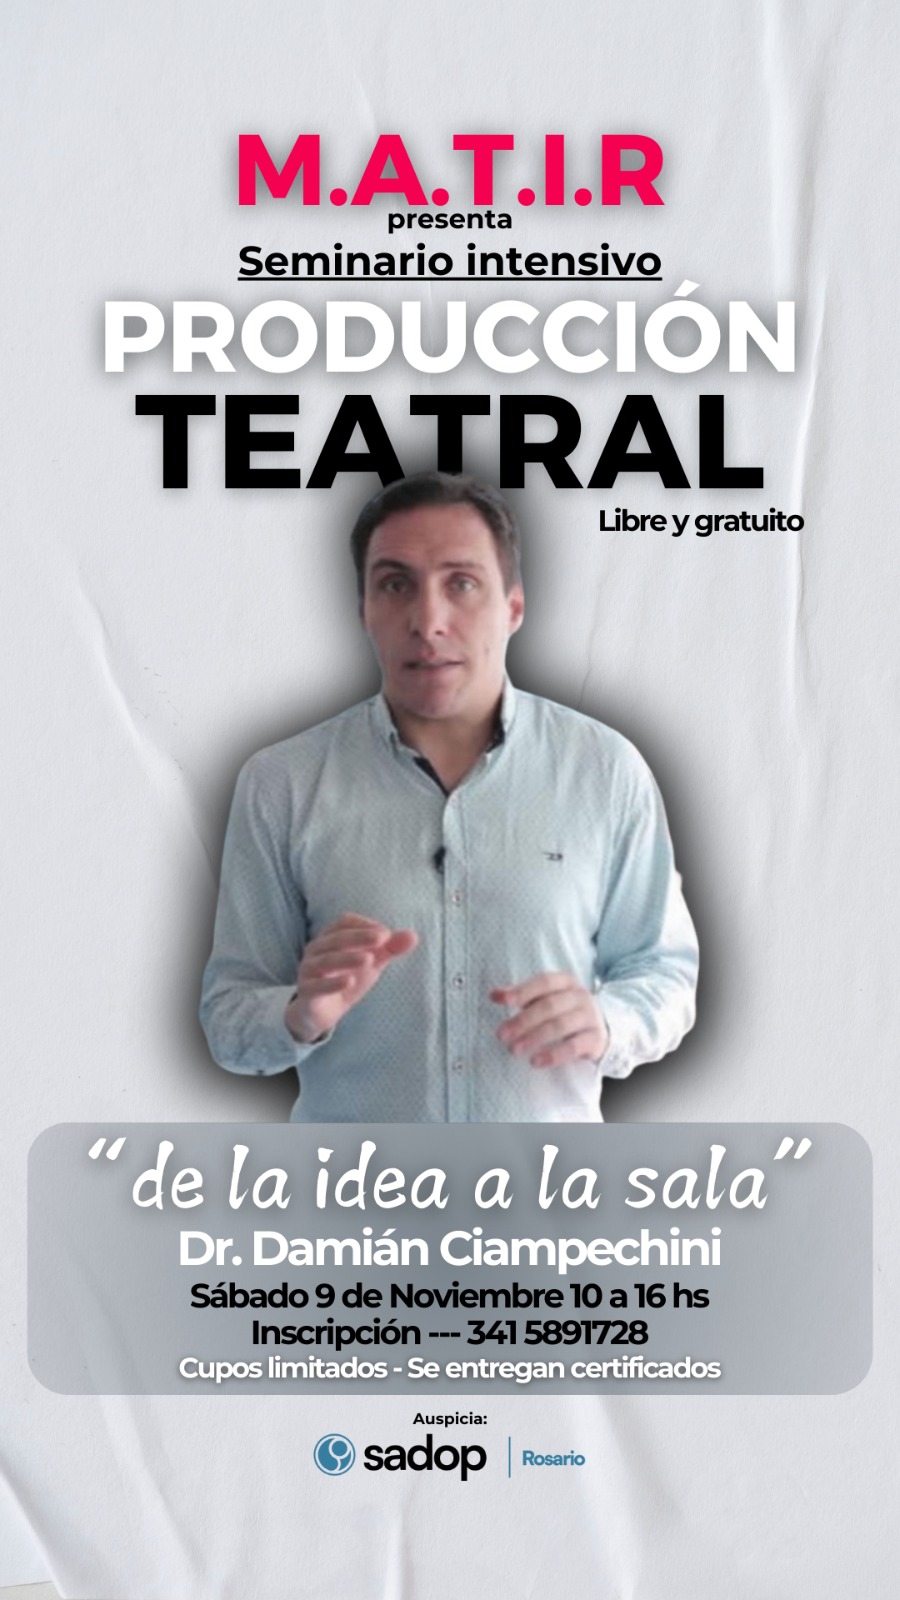 M.A.T.I.R
presenta
Seminario intensivo
PRODUCCIÓN
TEATRAL
Libre y gratuito
“de la idea a la sala”
Dr. Damián Ciampechini
Sábado 9 de Noviembre 10 a 16 hs
Inscripción --- 341 5891728
Cupos limitados - Se entregan certificados
Auspicia:
sadop | Rosario